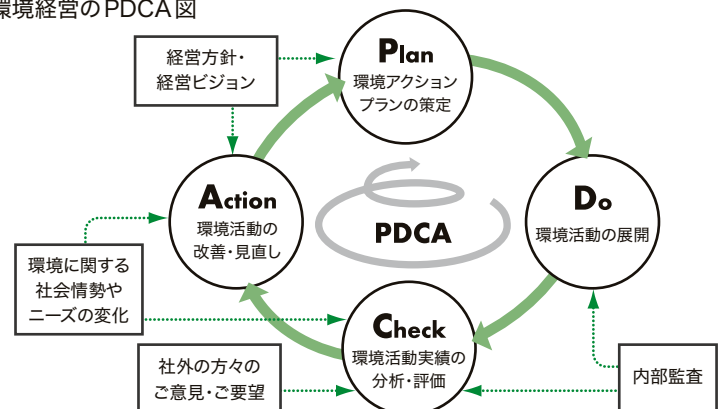 環境経営のPDCA図
経営方針・
経営ビジョン
Plan
環境アクション
プランの策定
Action
環境活動の
改善・見直し
PDCA
Do
環境活動の展開
環境に関する
社会情勢や
ニーズの変化
Check
環境活動実績の
分析・評価
社外の方々の
ご意見・ご要望
内部監査